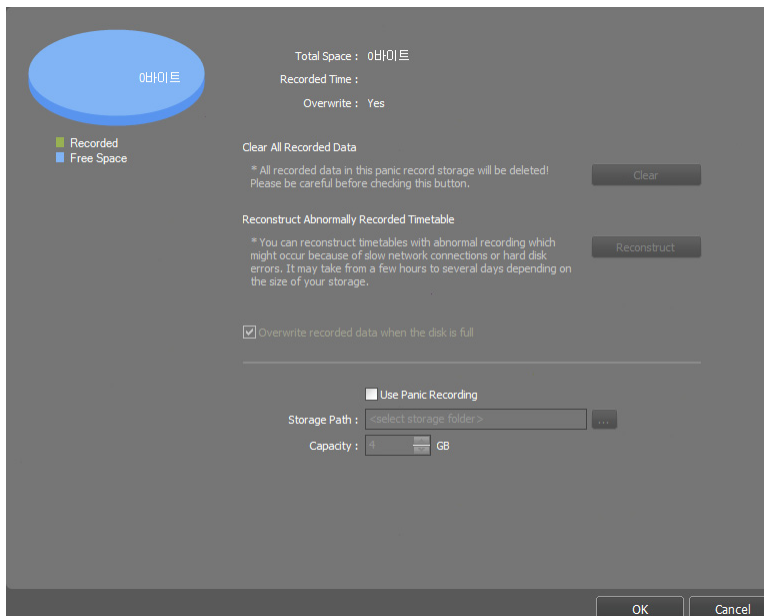 0바이트
Recorded
Free Space
Total Space : 0바이트
Recorded Time :
Overwrite : Yes
Clear All Recorded Data
* All recorded data in this panic record storage will be deleted!
Please be careful before checking this button.
Clear
Reconstruct Abnormally Recorded Timetable
* You can reconstruct timetables with abnormal recording which
might occur because of slow network connections or hard disk
errors. It may take from a few hours to several days depending on
the size of your storage.
Reconstruct
Overwrite recorded data when the disk is full
Use Panic Recording
Storage Path : <select storage folder> ...
Capacity : 4 GB
OK Cancel